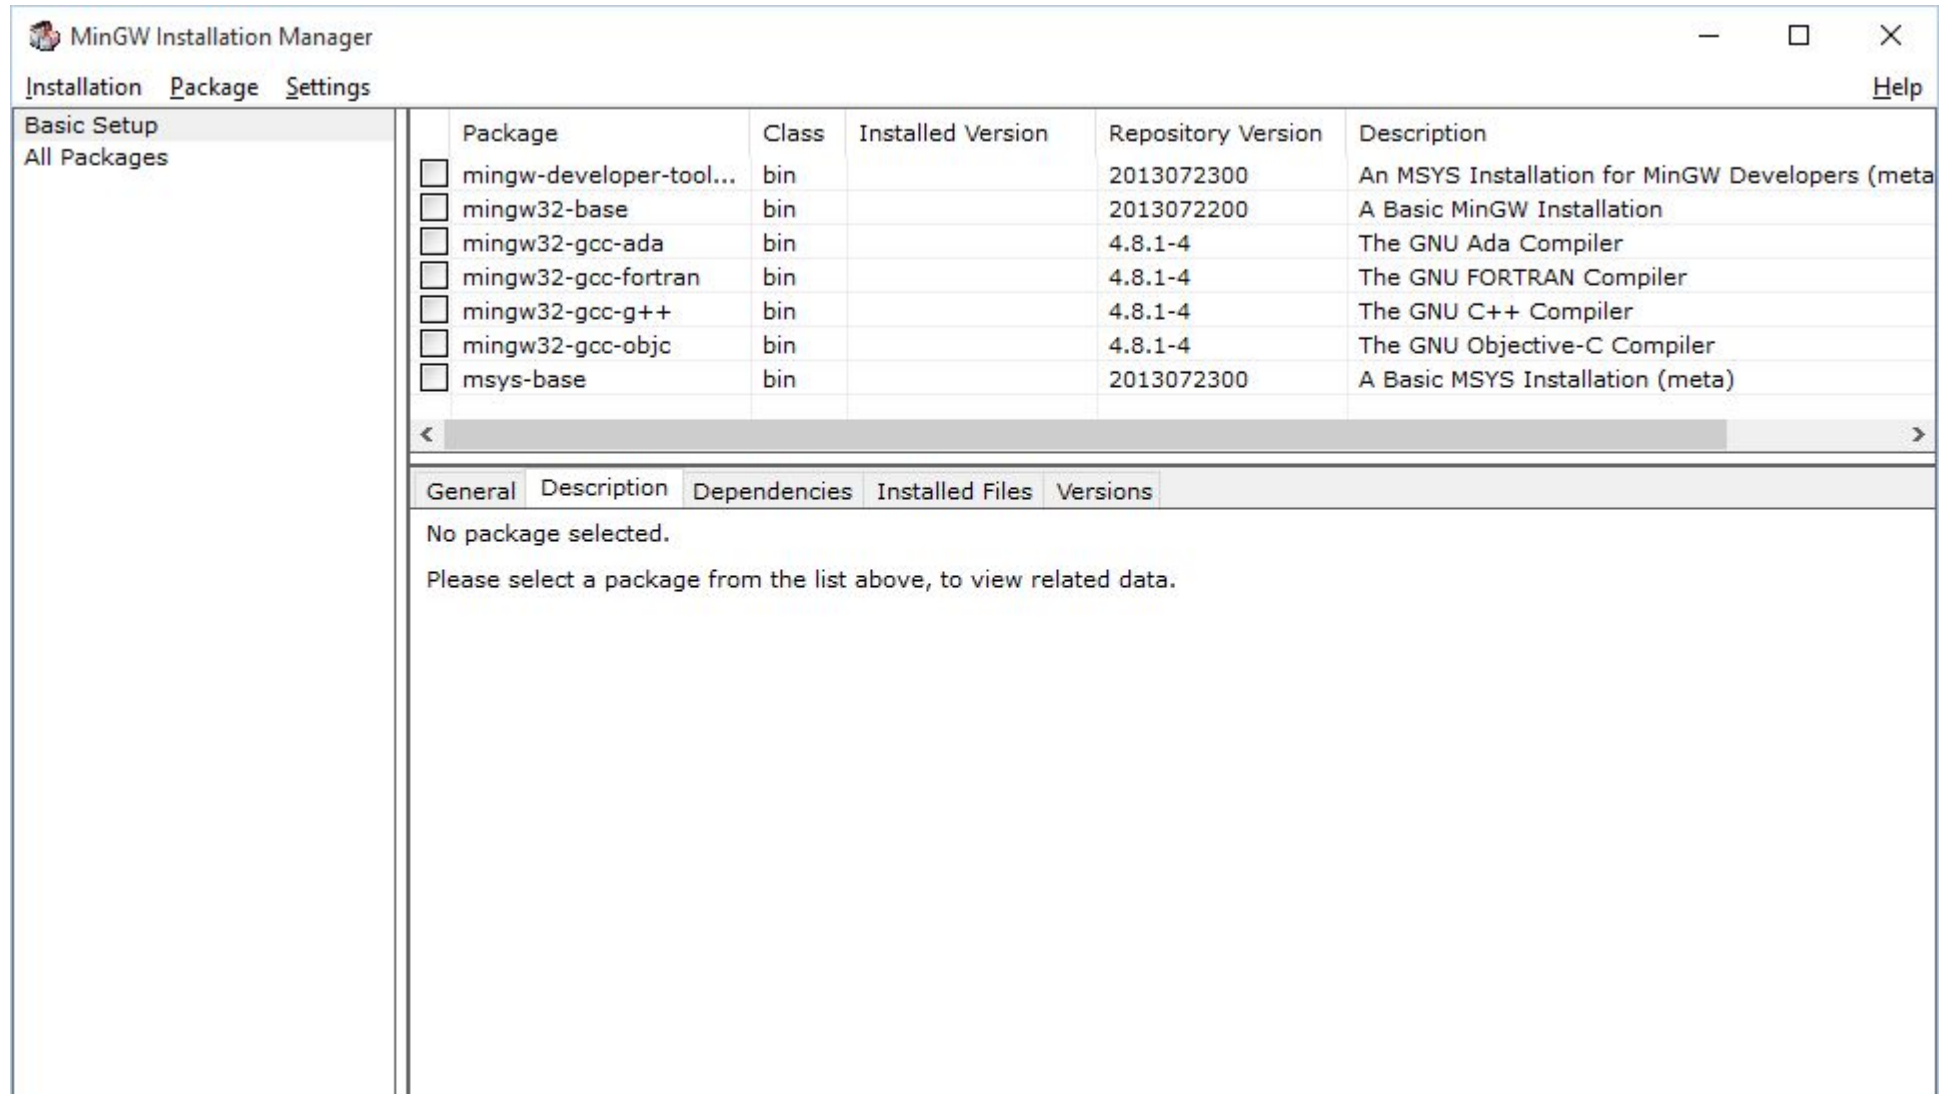 MinGW Installation Manager
Installation Package Settings Help
Basic Setup
All Packages
Package Class Installed Version Repository Version Description
mingw-developer-tool... bin 2013072300 An MSYS Installation for MinGW Developers (meta
mingw32-base bin 2013072200 A Basic MinGW Installation
mingw32-gcc-ada bin 4.8.1-4 The GNU Ada Compiler
mingw32-gcc-fortran bin 4.8.1-4 The GNU FORTRAN Compiler
mingw32-gcc-g++ bin 4.8.1-4 The GNU C++ Compiler
mingw32-gcc-objc bin 4.8.1-4 The GNU Objective-C Compiler
msys-base bin 2013072300 A Basic MSYS Installation (meta)
General Description Dependencies Installed Files Versions
No package selected.
Please select a package from the list above, to view related data.